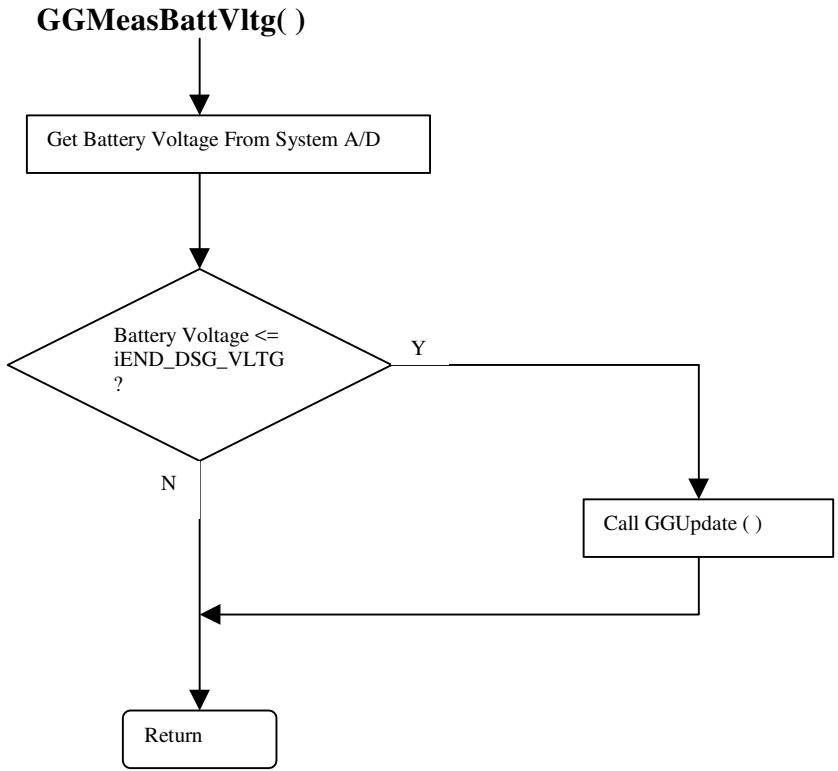 GGMeasBattVltg( )
Get Battery Voltage From System A/D
Battery Voltage <=
iEND_DSG_VLTG
?
Y
N
Call GGUpdate ( )
Return